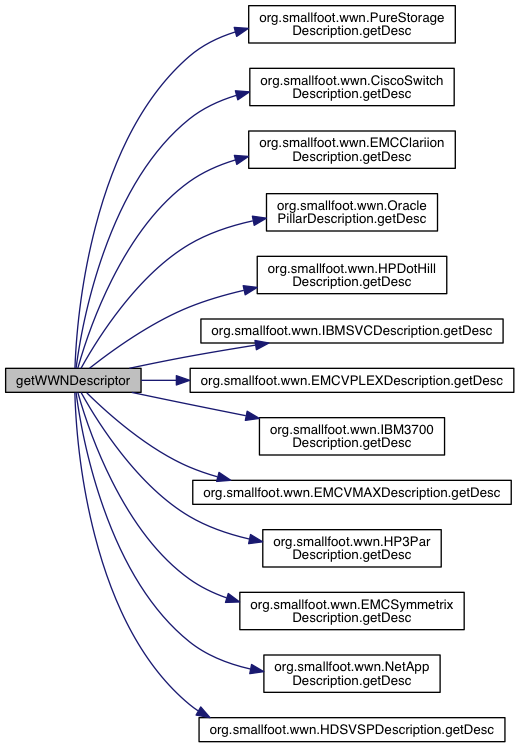 org.smallfoot.wwn.PureStorage
Description.getDesc
org.smallfoot.wwn.CiscoSwitch
Description.getDesc
org.smallfoot.wwn.EMCClariion
Description.getDesc
org.smallfoot.wwn.Oracle
PillarDescription.getDesc
org.smallfoot.wwn.HPDotHill
Description.getDesc
org.smallfoot.wwn.IBMSVCDescription.getDesc
getWWNDescriptor
org.smallfoot.wwn.EMCVPLEXDescription.getDesc
org.smallfoot.wwn.IBM3700
Description.getDesc
org.smallfoot.wwn.EMCVMAXDescription.getDesc
org.smallfoot.wwn.HP3Par
Description.getDesc
org.smallfoot.wwn.EMCSymmetrix
Description.getDesc
org.smallfoot.wwn.NetApp
Description.getDesc
org.smallfoot.wwn.HDSVSPDescription.getDesc